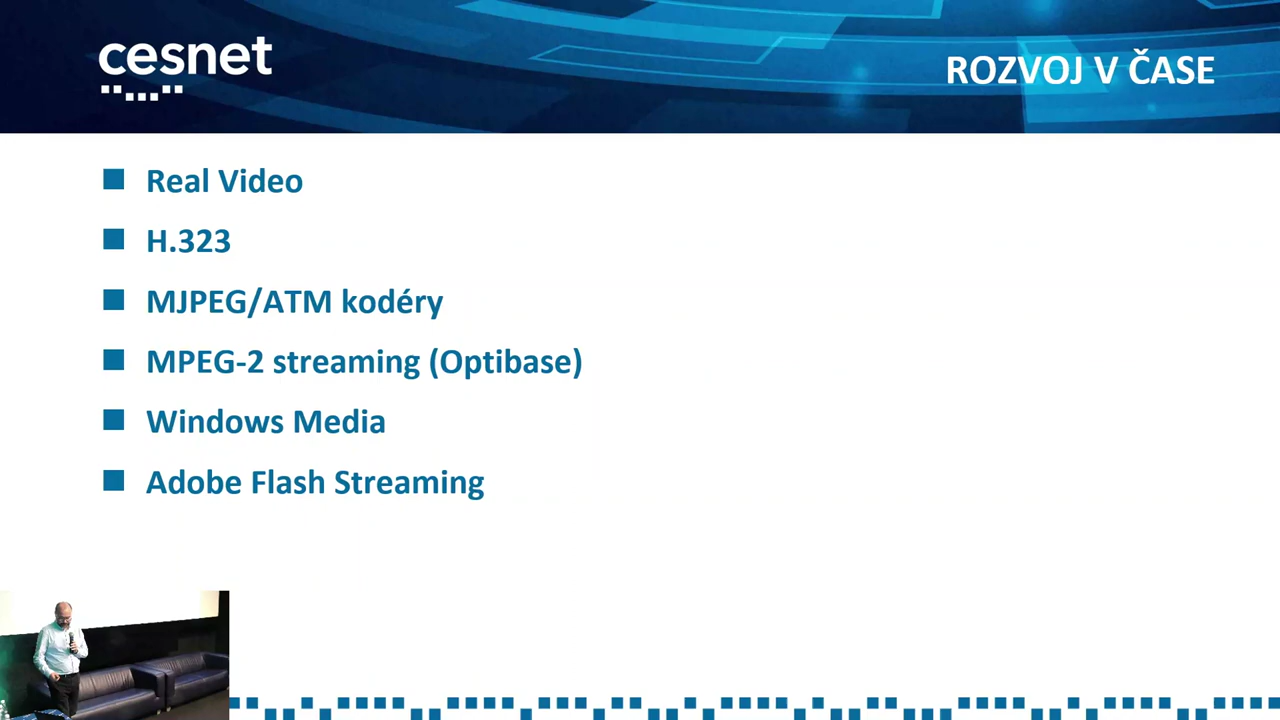 cesnet
ROZVOJ V ČASE
Real Video
H.323
MJPEG/ATM kodéry
MPEG-2 streaming (Optibase)
Windows Media
Adobe Flash Streaming